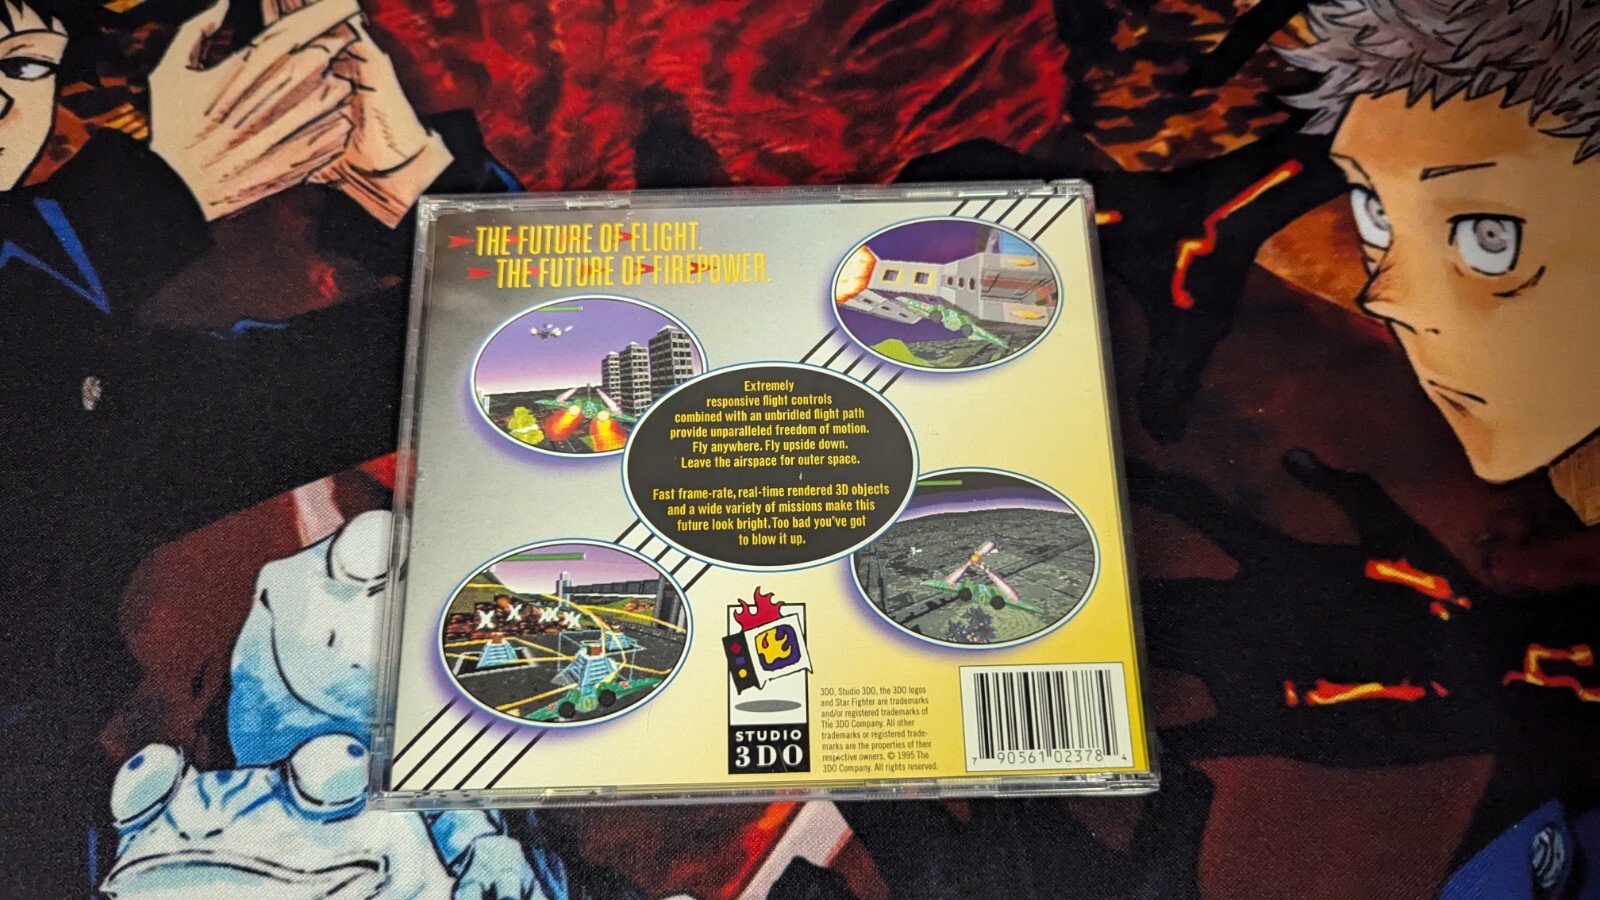 THE FUTURE OF FLIGHT.
THE FUTURE OF FIREPOWER.
Extremely
responsive flight controls
combined with an unbridled flight path
provide unparalleled freedom of motion.
Fly anywhere. Fly upside down.
Leave the airspace for outer space.
Fast frame-rate, real-time rendered 3D objects
and a wide variety of missions make this
future look bright. Too bad you've got
to blow it up.
STUDIO
3DO
3DO, Studio 3DO, the 3DO logos
and Star Fighter are trademarks
and/or registered trademarks of
The 3DO Company. All other
trademarks or registered trade-
marks are the properties of their
respective owners. © 1995 The
3DO Company. All rights reserved.
7 90561 02378 4